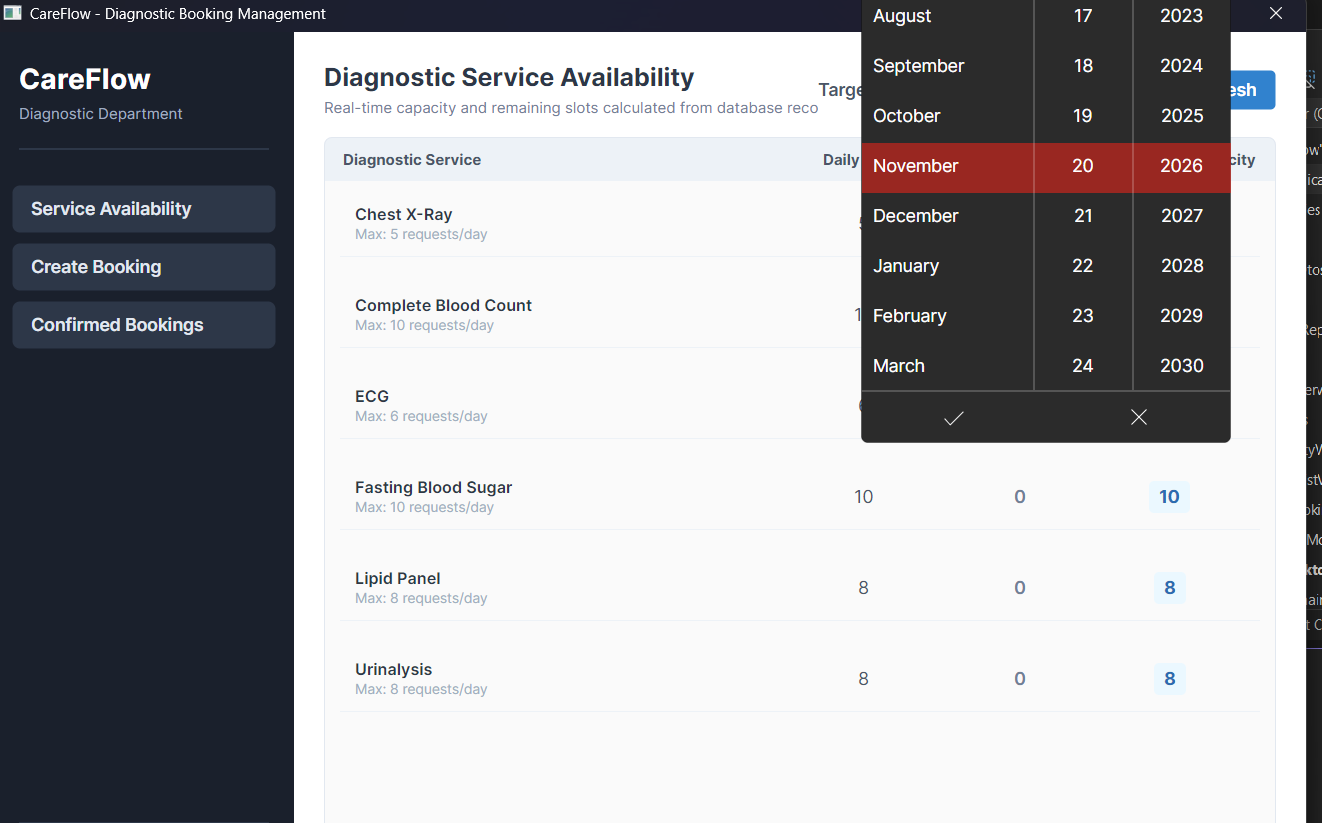 CareFlow - Diagnostic Booking Management
CareFlow
Diagnostic Department
Service Availability
Create Booking
Confirmed Bookings
Diagnostic Service Availability
Real-time capacity and remaining slots calculated from database reco
Diagnostic Service
Daily
Chest X-Ray
Max: 5 requests/day
Complete Blood Count
Max: 10 requests/day
ECG
Max: 6 requests/day
Fasting Blood Sugar
Max: 10 requests/day
10 0 10
Lipid Panel
Max: 8 requests/day
8 0 8
Urinalysis
Max: 8 requests/day
8 0 8
August 17 2023
September 18 2024
October 19 2025
November 20 2026
December 21 2027
January 22 2028
February 23 2029
March 24 2030